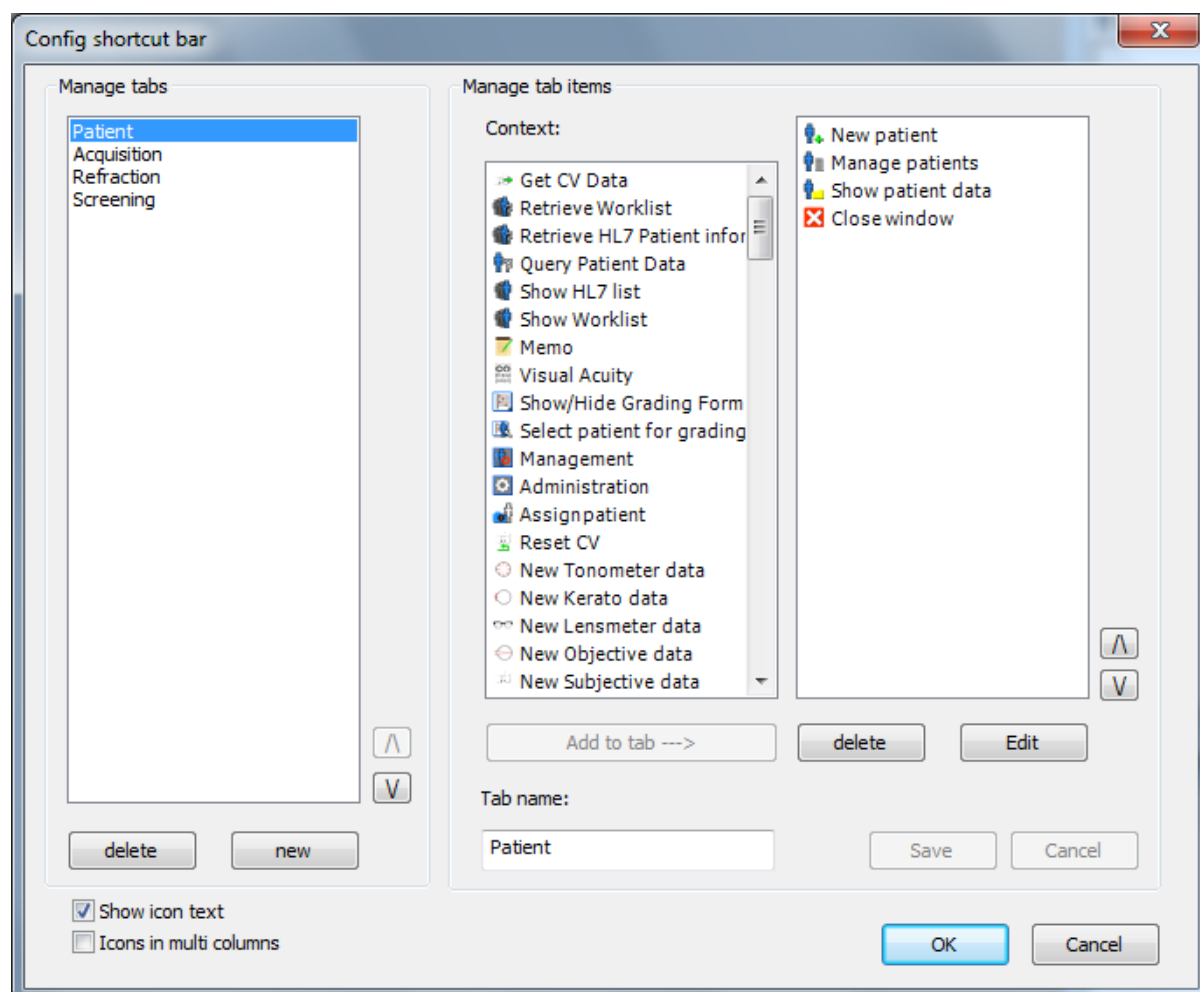 Config shortcut bar
X
Manage tabs
Patient
Acquisition
Refraction
Screening
/\
V
delete
new
Manage tab items
Context:
Get CV Data
Retrieve Worklist
Retrieve HL7 Patient infor
Query Patient Data
Show HL7 list
Show Worklist
Memo
Visual Acuity
Show/Hide Grading Form
Select patient for grading
Management
Administration
Assign patient
Reset CV
New Tonometer data
New Kerato data
New Lensmeter data
New Objective data
New Subjective data
New patient
Manage patients
Show patient data
Close window
/\
V
Add to tab --->
delete
Edit
Tab name:
Patient
Save
Cancel
Show icon text
Icons in multi columns
OK
Cancel